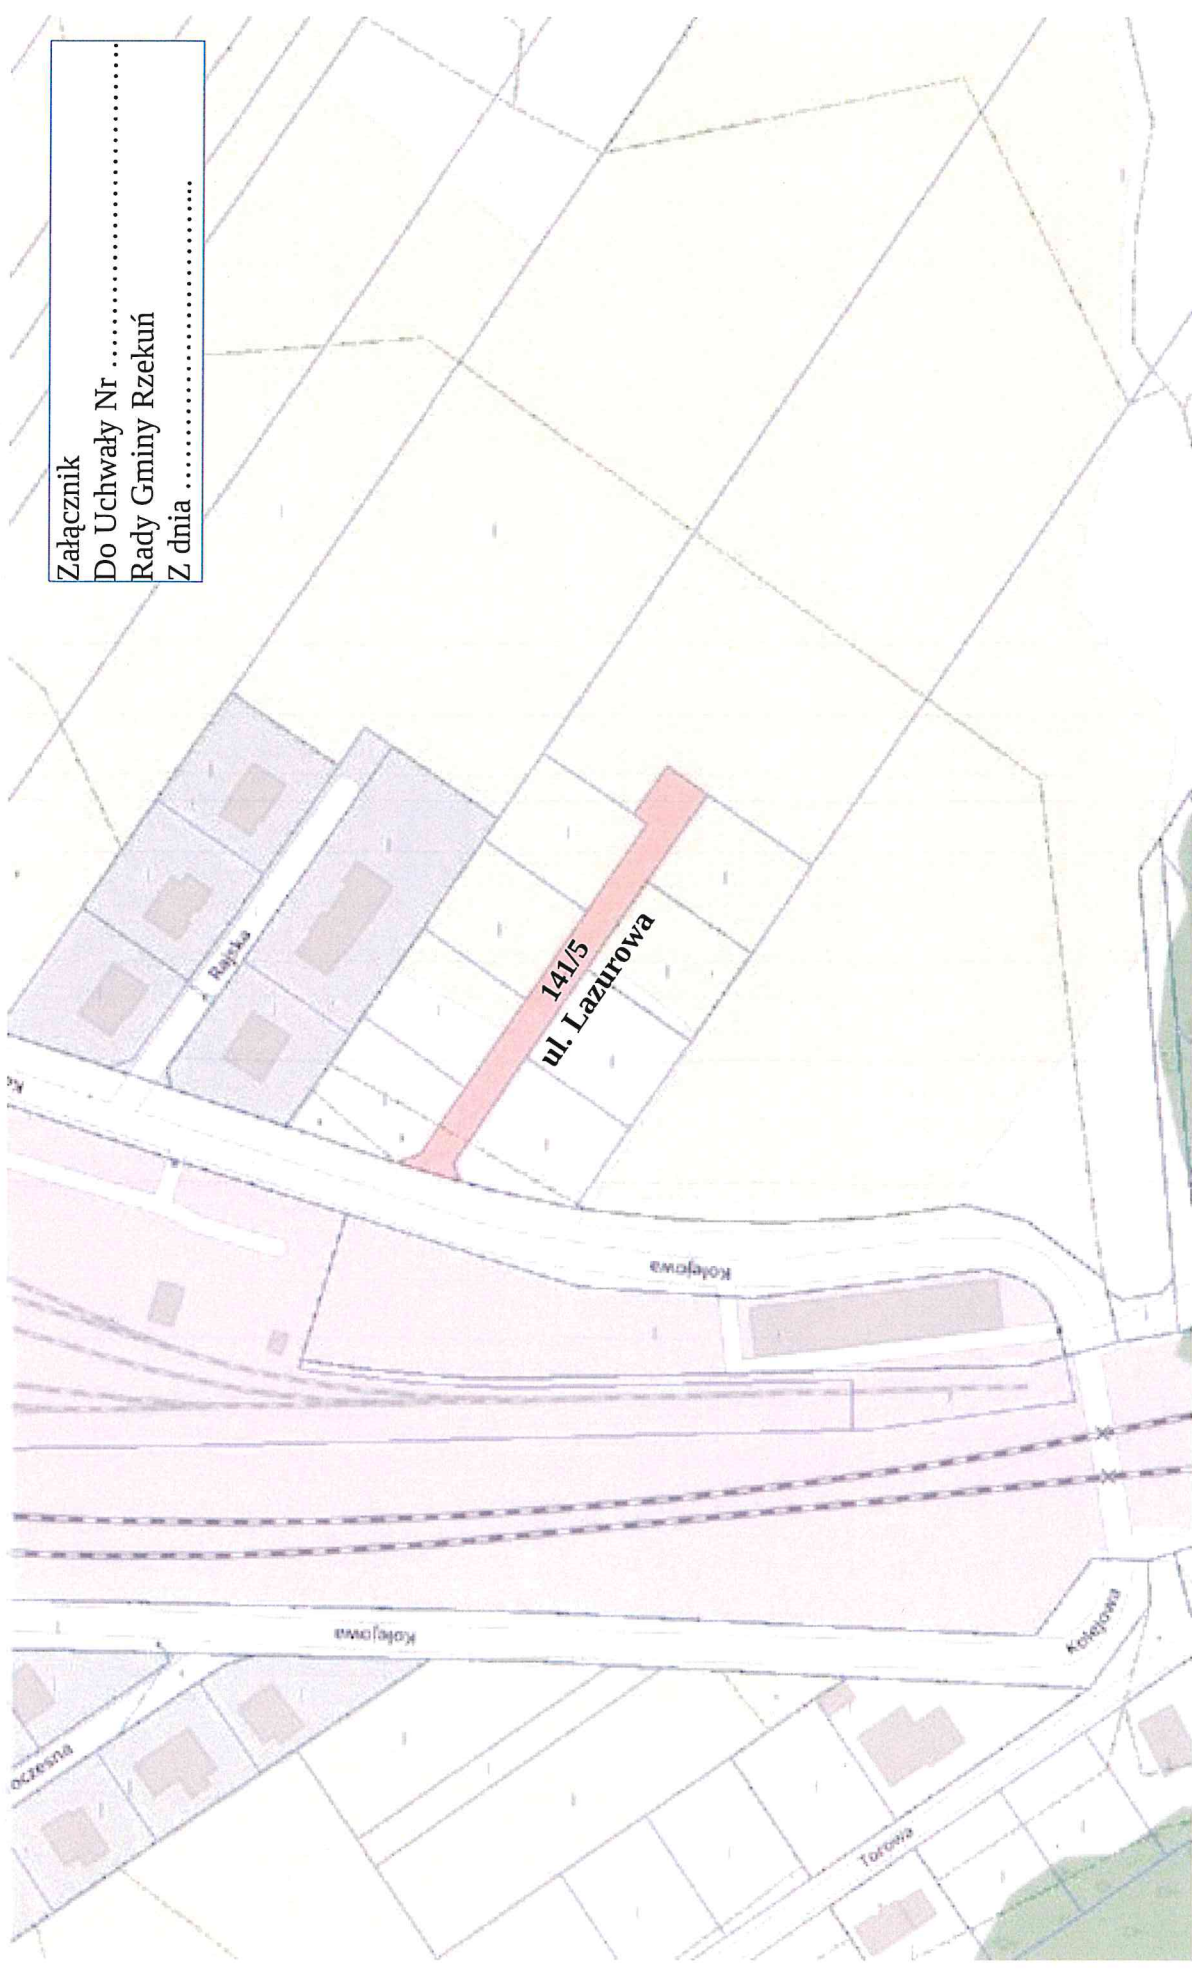 Załącznik
Do Uchwały Nr ........................................
Rady Gminy Rzekuń
Z dnia ........................................
Rajska
141/5
ul. Lazurowa
Kolejowa
Kolejowa
Kolejowa
Torowa